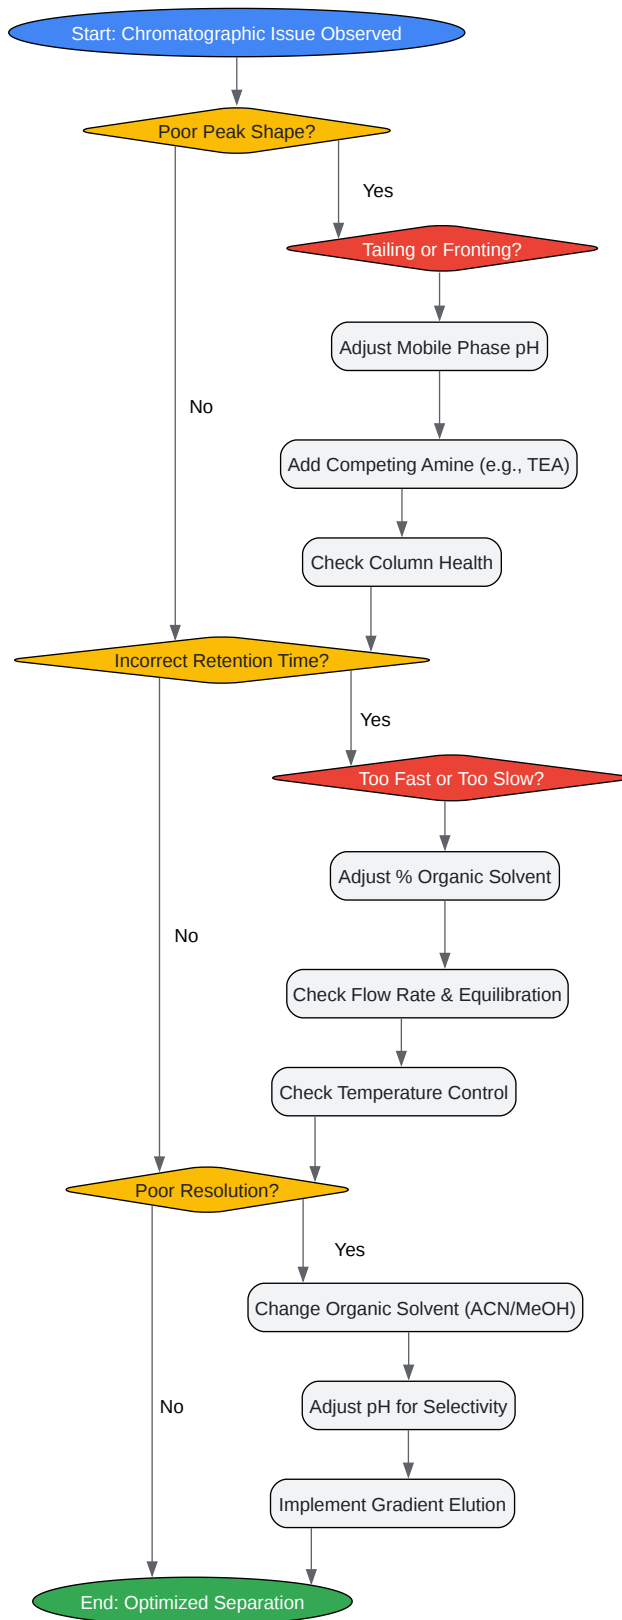 Start: Chromatographic Issue Observed
Poor Peak Shape?
Yes
Tailing or Fronting?
Adjust Mobile Phase pH
No
Add Competing Amine (e.g., TEA)
Check Column Health
Incorrect Retention Time?
Yes
Too Fast or Too Slow?
Adjust % Organic Solvent
No
Check Flow Rate & Equilibration
Check Temperature Control
Poor Resolution?
Yes
Change Organic Solvent (ACN/MeOH)
Adjust pH for Selectivity
No
Implement Gradient Elution
End: Optimized Separation